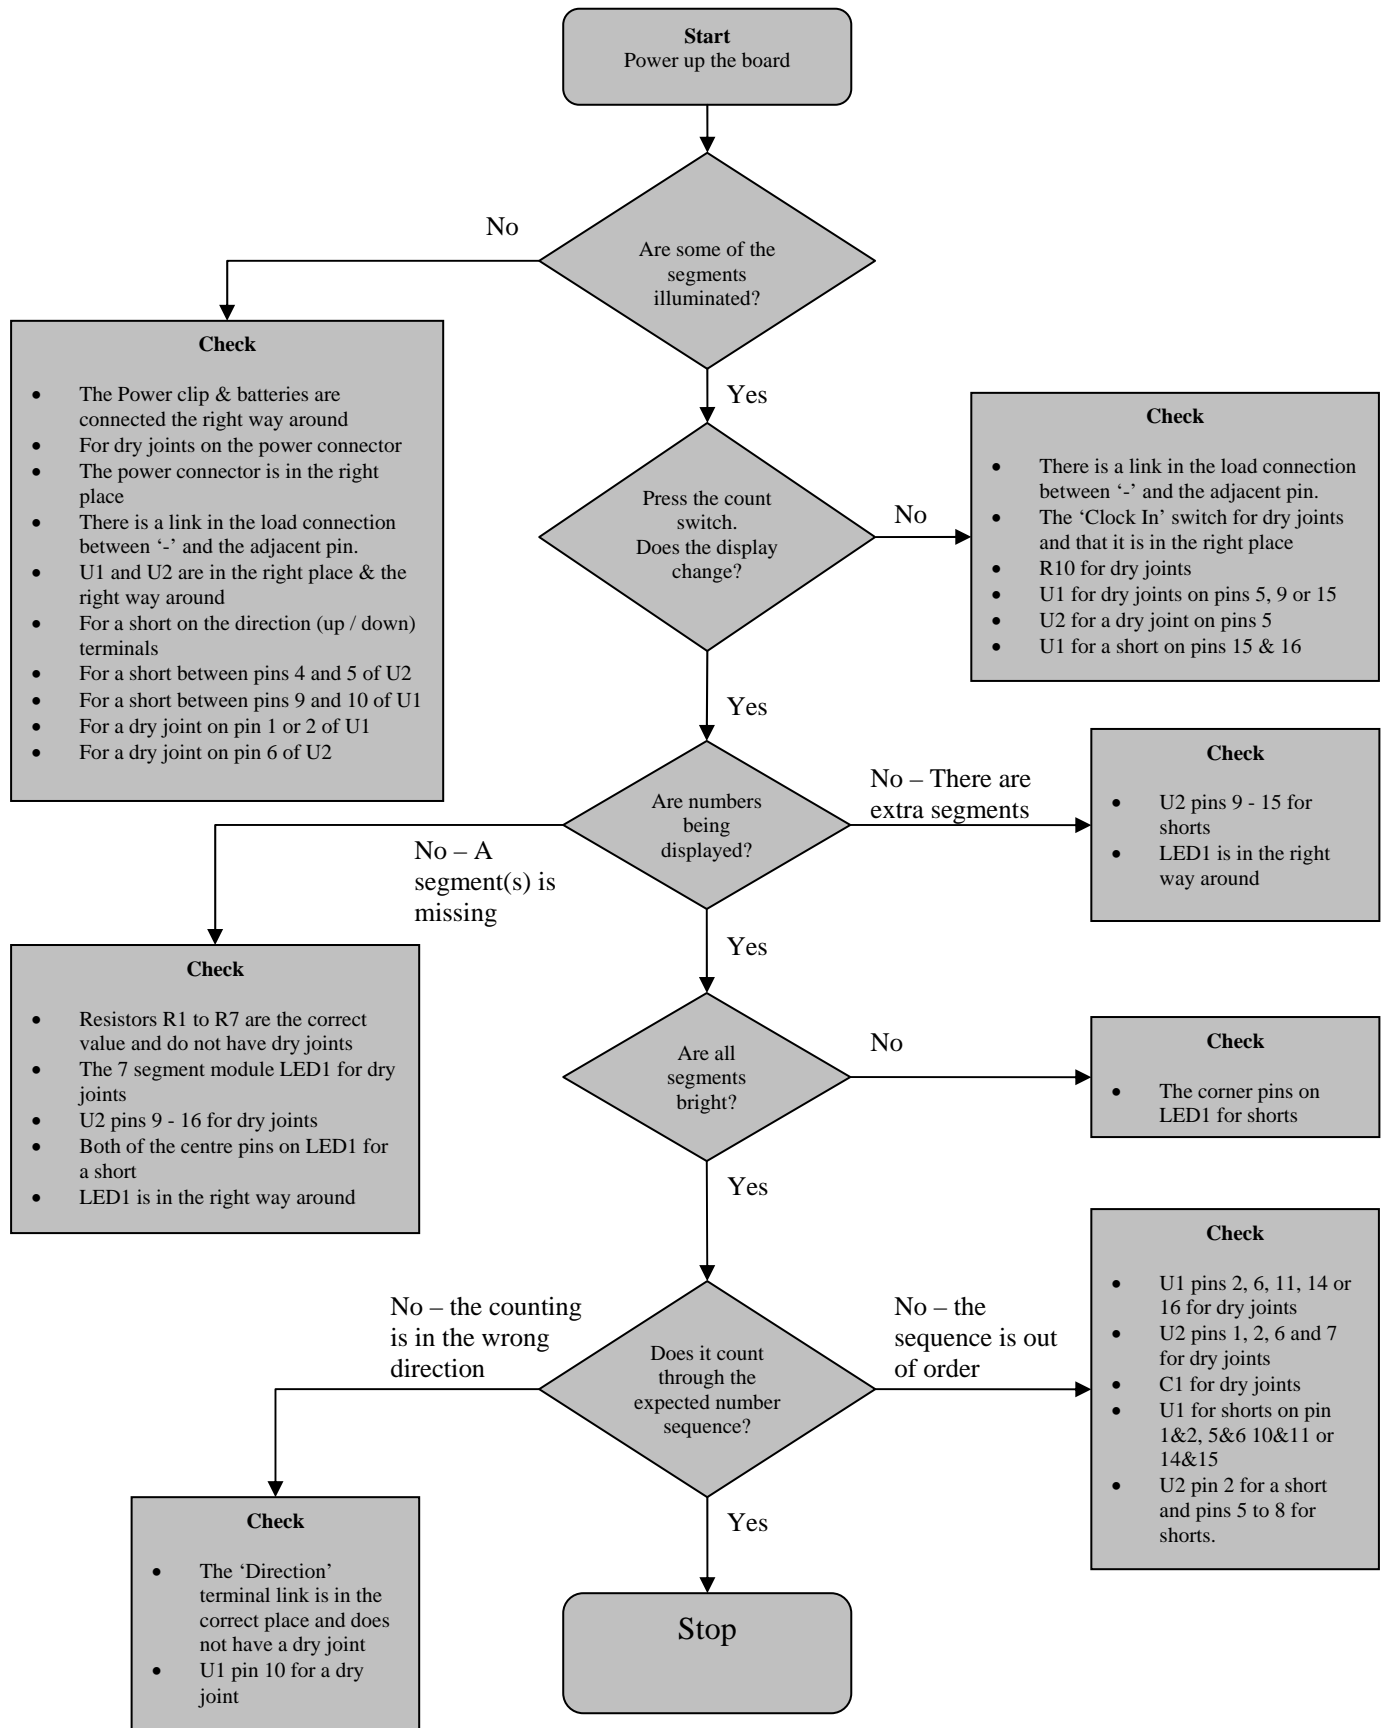 Start
Power up the board
Are some of the
segments
illuminated?
No
Check
• The Power clip & batteries are
connected the right way around
• For dry joints on the power connector
• The power connector is in the right
place
• There is a link in the load connection
between ‘-’ and the adjacent pin.
• U1 and U2 are in the right place & the
right way around
• For a short on the direction (up / down)
terminals
• For a short between pins 4 and 5 of U2
• For a short between pins 9 and 10 of U1
• For a dry joint on pin 1 or 2 of U1
• For a dry joint on pin 6 of U2
Yes
Press the count
switch.
Does the display
change?
No
Check
• There is a link in the load connection
between ‘-’ and the adjacent pin.
• The ‘Clock In’ switch for dry joints
and that it is in the right place
• R10 for dry joints
• U1 for dry joints on pins 5, 9 or 15
• U2 for a dry joint on pins 5
• U1 for a short on pins 15 & 16
Yes
Are numbers
being
displayed?
No – There are
extra segments
Check
• U2 pins 9 - 15 for
shorts
• LED1 is in the right
way around
No – A
segment(s) is
missing
Check
• Resistors R1 to R7 are the correct
value and do not have dry joints
• The 7 segment module LED1 for dry
joints
• U2 pins 9 - 16 for dry joints
• Both of the centre pins on LED1 for
a short
• LED1 is in the right way around
Yes
Are all
segments
bright?
No
Check
• The corner pins on
LED1 for shorts
Yes
Does it count
through the
expected number
sequence?
No – the counting
is in the wrong
direction
Check
• The ‘Direction’
terminal link is in the
correct place and does
not have a dry joint
• U1 pin 10 for a dry
joint
No – the
sequence is out
of order
Check
• U1 pins 2, 6, 11, 14 or
16 for dry joints
• U2 pins 1, 2, 6 and 7
for dry joints
• C1 for dry joints
• U1 for shorts on pin
1&2, 5&6 10&11 or
14&15
• U2 pin 2 for a short
and pins 5 to 8 for
shorts.
Yes
Stop